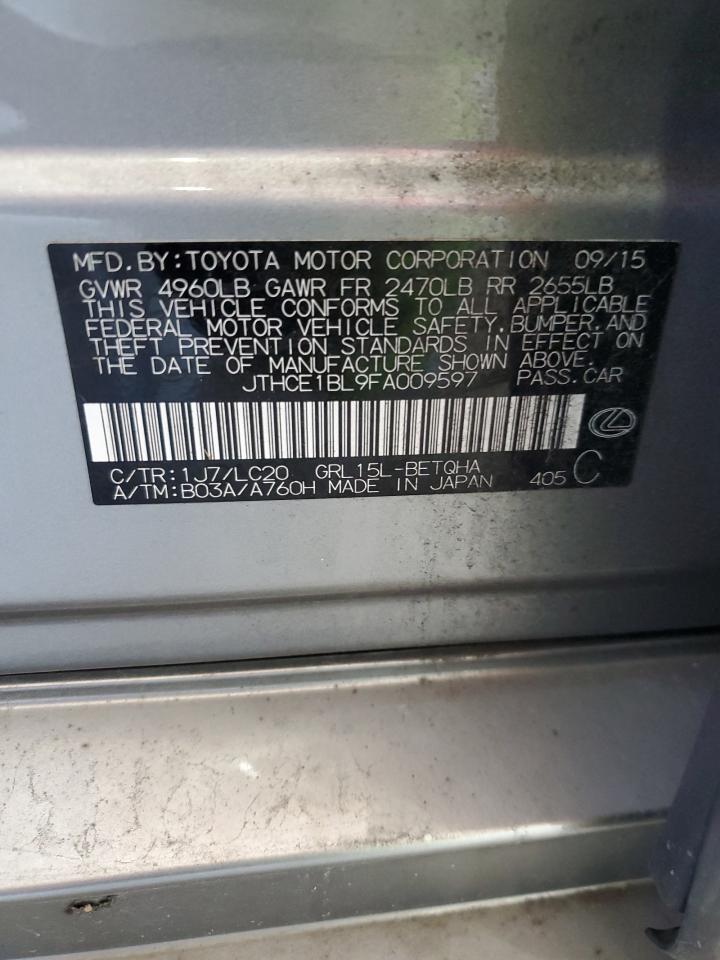 MFD.BY:TOYOTA MOTOR CORPORATION 09/15
GVWR 4960LB GAWR FR 2470LB RR 2655LB
THIS VEHICLE CONFORMS TO ALL APPLICABLE
FEDERAL MOTOR VEHICLE SAFETY,BUMPER,AND
THEFT PREVENTION STANDARDS IN EFFECT ON
THE DATE OF MANUFACTURE SHOWN ABOVE.
JTHCE1BL9FA009597 PASS.CAR
C/TR:1J7/LC20 GRL15L-BETQHA
A/TM:B03A/A760H MADE IN JAPAN 405 C